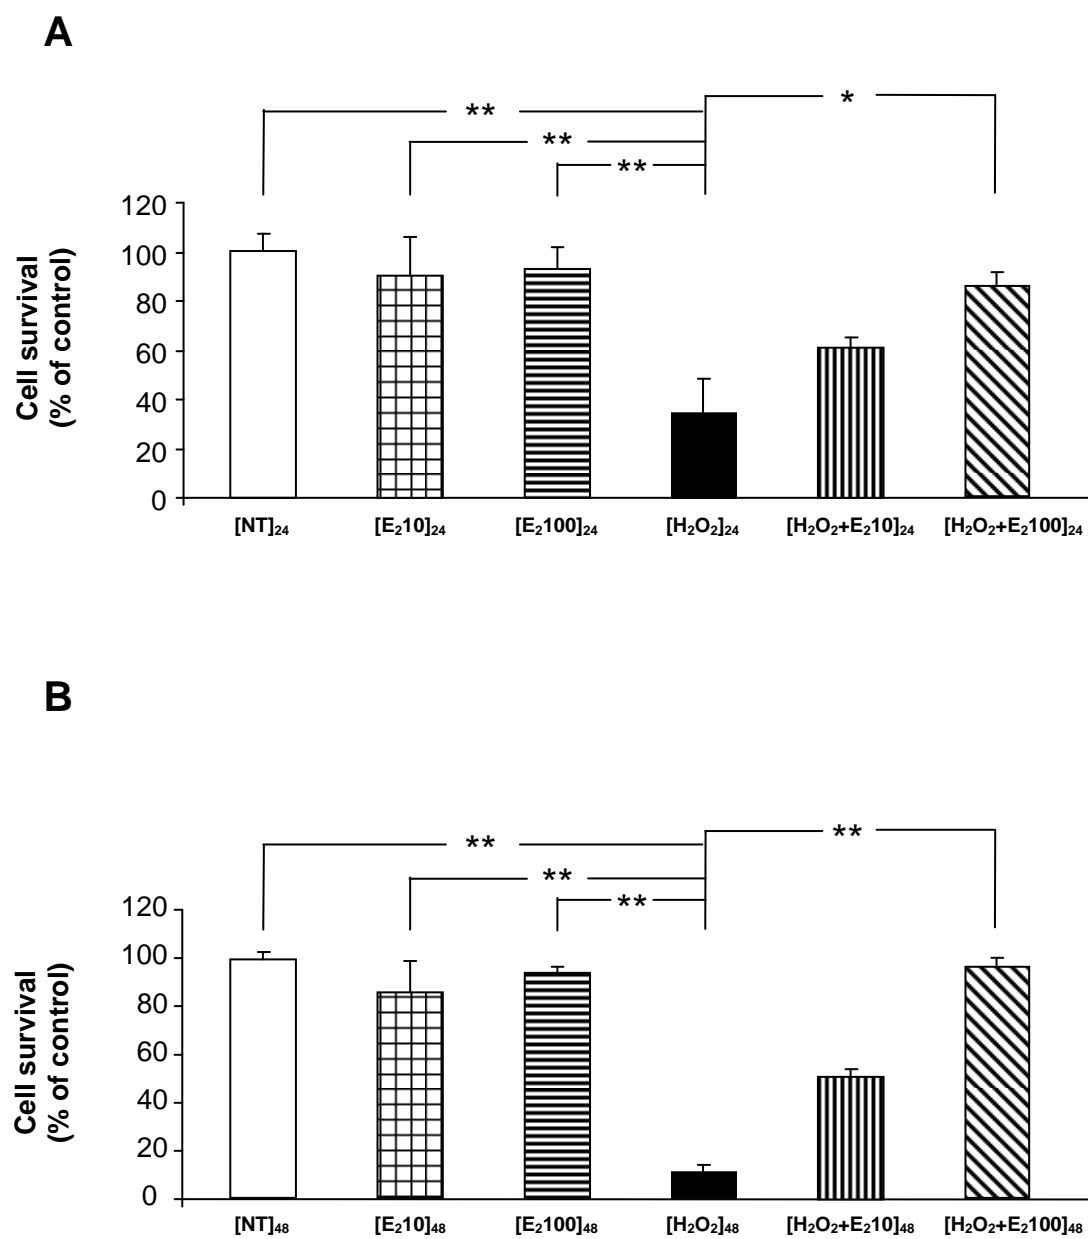 A
** *
**
**
120
100
80
60
40
20
0
Cell survival
(% of control)
[NT]₂₄ [E₂10]₂₄ [E₂100]₂₄ [H₂O₂]₂₄ [H₂O₂+E₂10]₂₄ [H₂O₂+E₂100]₂₄
B
** **
**
**
120
100
80
60
40
20
0
Cell survival
(% of control)
[NT]₄₈ [E₂10]₄₈ [E₂100]₄₈ [H₂O₂]₄₈ [H₂O₂+E₂10]₄₈ [H₂O₂+E₂100]₄₈